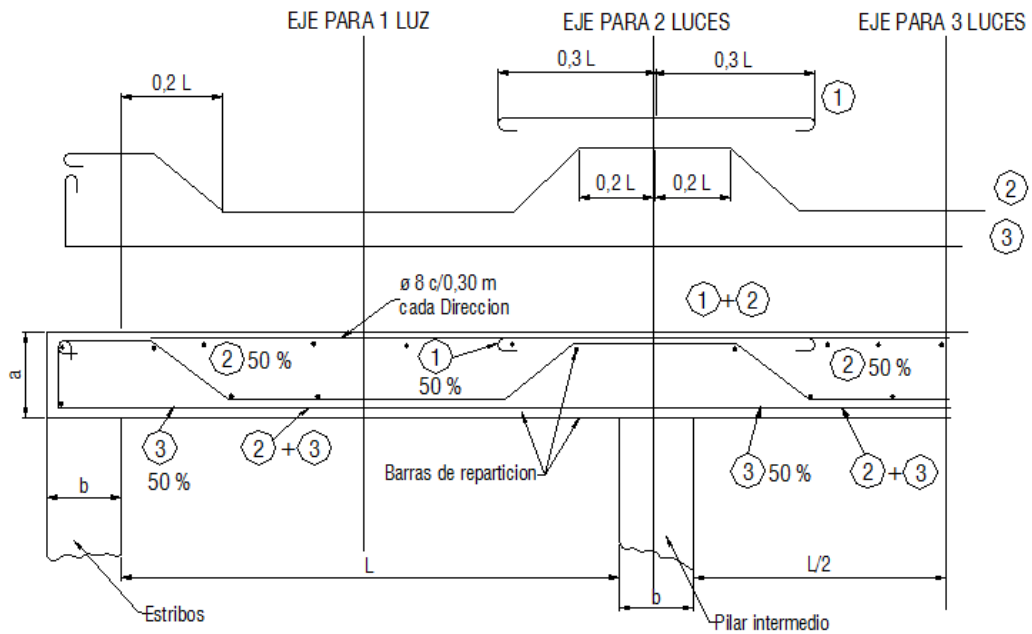 EJE PARA 1 LUZ
EJE PARA 2 LUCES
EJE PARA 3 LUCES
0,3 L
0,3 L
0,2 L
1
0,2 L
0,2 L
2
3
ø 8 c/0,30 m
cada Direccion
1 + 2
a
2 50 %
1
50 %
2 50 %
3
50 %
2 + 3
Barras de reparticion
3 50 %
2 + 3
b
L
L/2
b
Estribos
Pilar intermedio